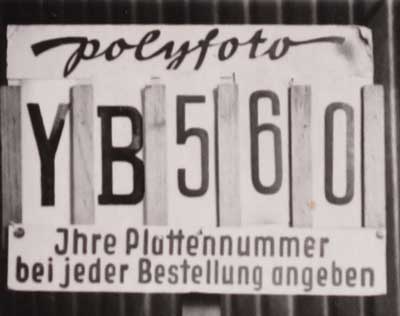 polyfoto
YB560
Jhre Plattennummer
bei jeder Bestellung angeben